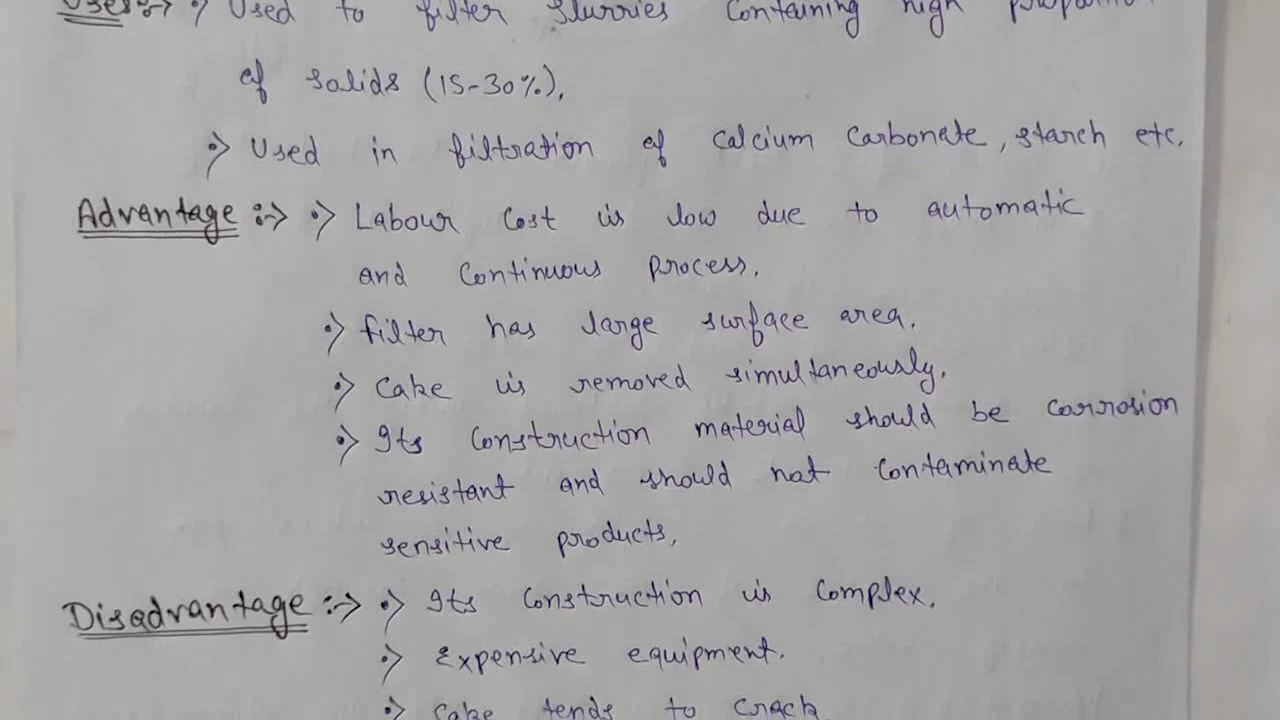 Uses :-> •> Used to filter slurries containing high
of solids (15-30%).
•> Used in filtration of calcium carbonate, starch etc.
Advantage :-> •> Labour cost is low due to automatic
and continuous process.
•> filter has large surface area.
•> cake is removed simultaneously.
•> Its construction material should be corrosion
resistant and should not contaminate
sensitive products.
Disadvantage :-> •> Its construction is complex.
•> Expensive equipment.
•> Cake tends to crack